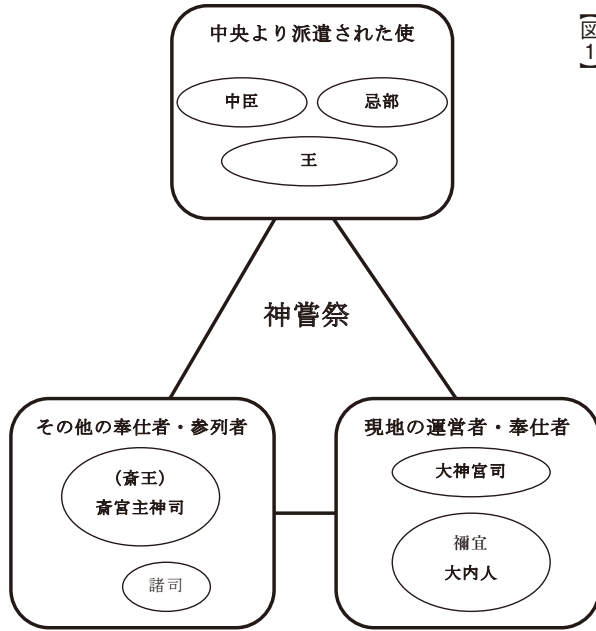 【図1】
中央より派遣された使
中臣
忌部
王
神嘗祭
その他の奉仕者・参列者
(斎王)
斎宮主神司
諸司
現地の運営者・奉仕者
大神宮司
禰宜
大内人